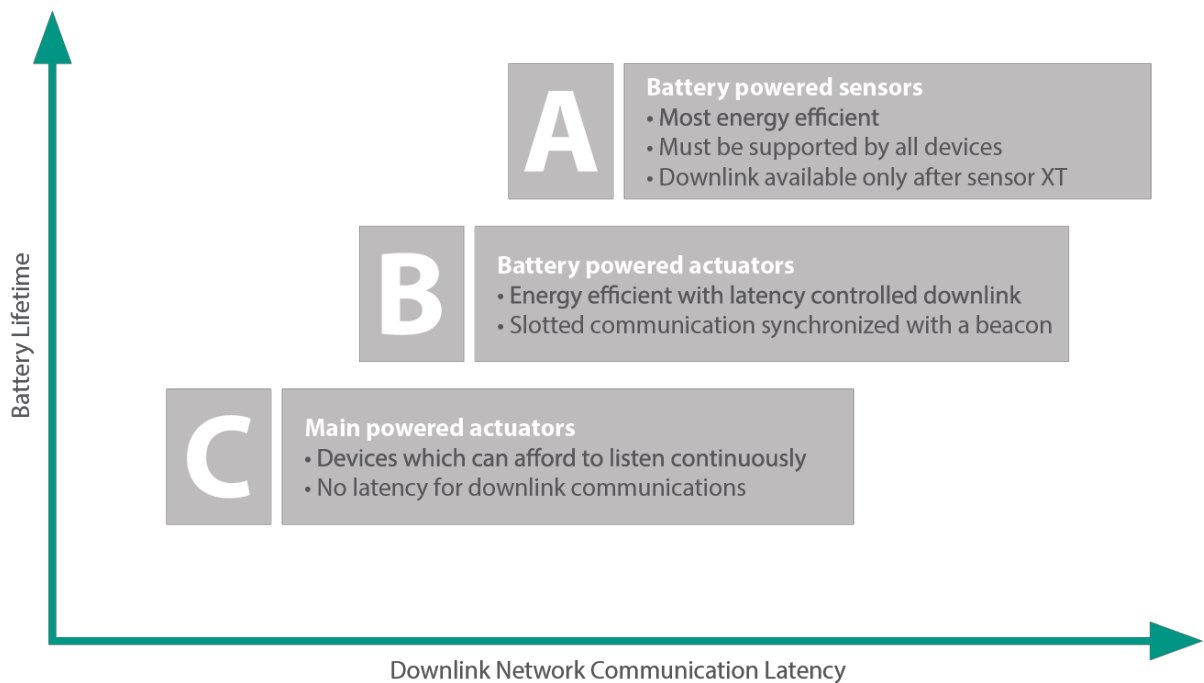 A
Battery powered sensors
• Most energy efficient
• Must be supported by all devices
• Downlink available only after sensor XT
B
Battery powered actuators
• Energy efficient with latency controlled downlink
• Slotted communication synchronized with a beacon
C
Main powered actuators
• Devices which can afford to listen continuously
• No latency for downlink communications
Battery Lifetime
Downlink Network Communication Latency